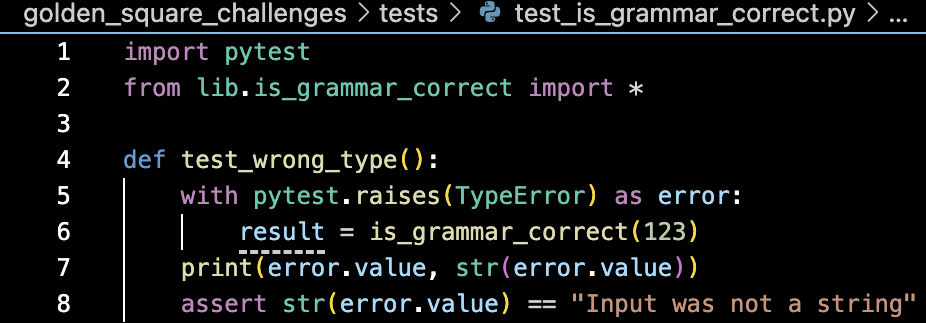 golden_square_challenges > tests > test_is_grammar_correct.py > ...
1 import pytest
2 from lib.is_grammar_correct import *
3
4 def test_wrong_type():
5     with pytest.raises(TypeError) as error:
6         result = is_grammar_correct(123)
7     print(error.value, str(error.value))
8     assert str(error.value) == "Input was not a string"